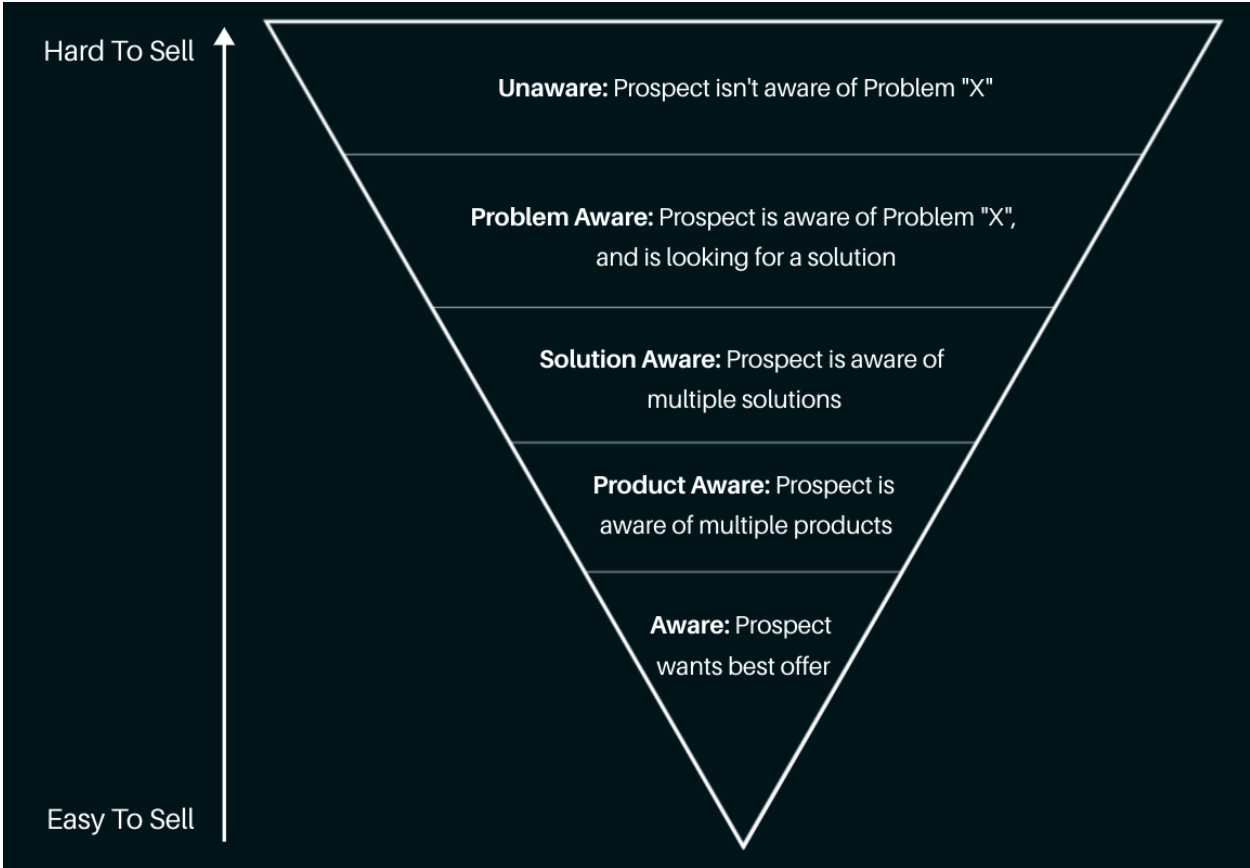 Hard To Sell
Unaware: Prospect isn't aware of Problem "X"
Problem Aware: Prospect is aware of Problem "X",
and is looking for a solution
Solution Aware: Prospect is aware of
multiple solutions
Product Aware: Prospect is
aware of multiple products
Aware: Prospect
wants best offer
Easy To Sell